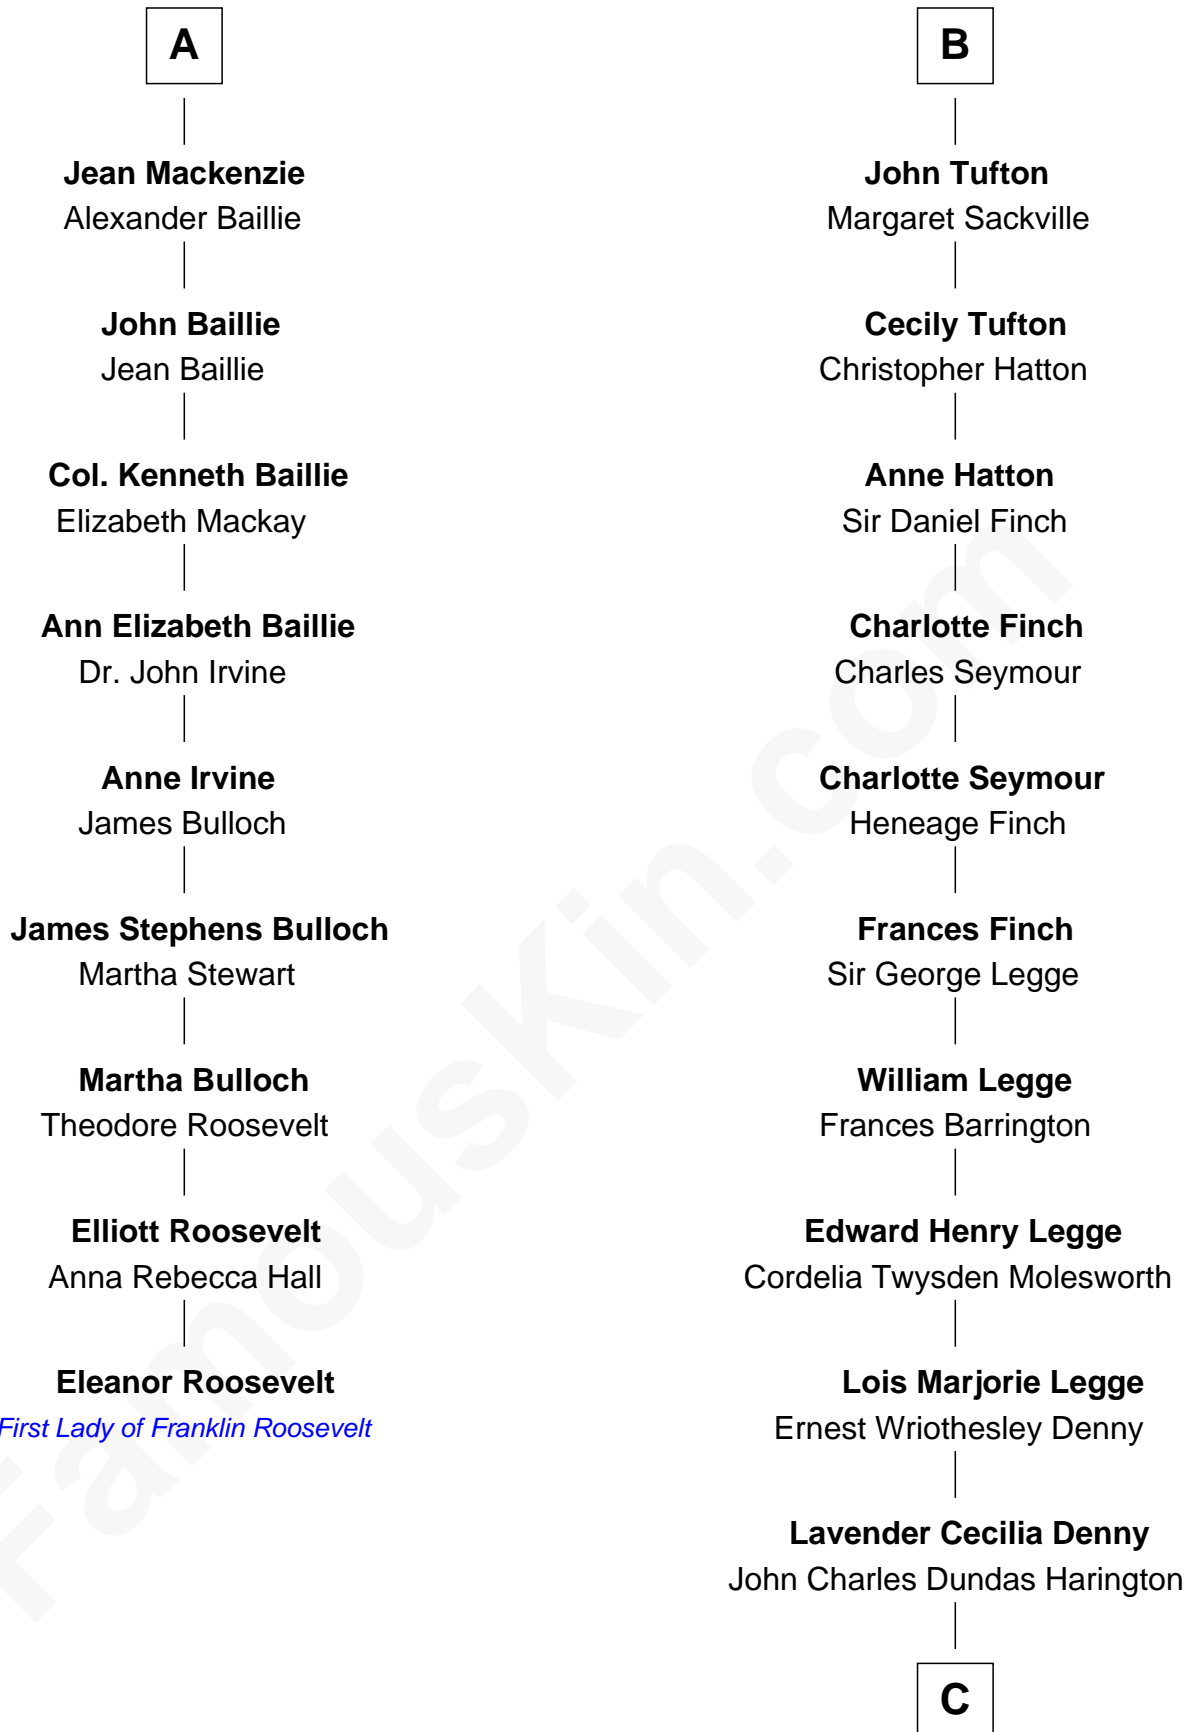 A
Jean Mackenzie
Alexander Baillie
John Baillie
Jean Baillie
Col. Kenneth Baillie
Elizabeth Mackay
Ann Elizabeth Baillie
Dr. John Irvine
Anne Irvine
James Bulloch
James Stephens Bulloch
Martha Stewart
Martha Bulloch
Theodore Roosevelt
Elliott Roosevelt
Anna Rebecca Hall
Eleanor Roosevelt
First Lady of Franklin Roosevelt
B
John Tufton
Margaret Sackville
Cecily Tufton
Christopher Hatton
Anne Hatton
Sir Daniel Finch
Charlotte Finch
Charles Seymour
Charlotte Seymour
Heneage Finch
Frances Finch
Sir George Legge
William Legge
Frances Barrington
Edward Henry Legge
Cordelia Twysden Molesworth
Lois Marjorie Legge
Ernest Wriothesley Denny
Lavender Cecilia Denny
John Charles Dundas Harington
C
FamousKin.com